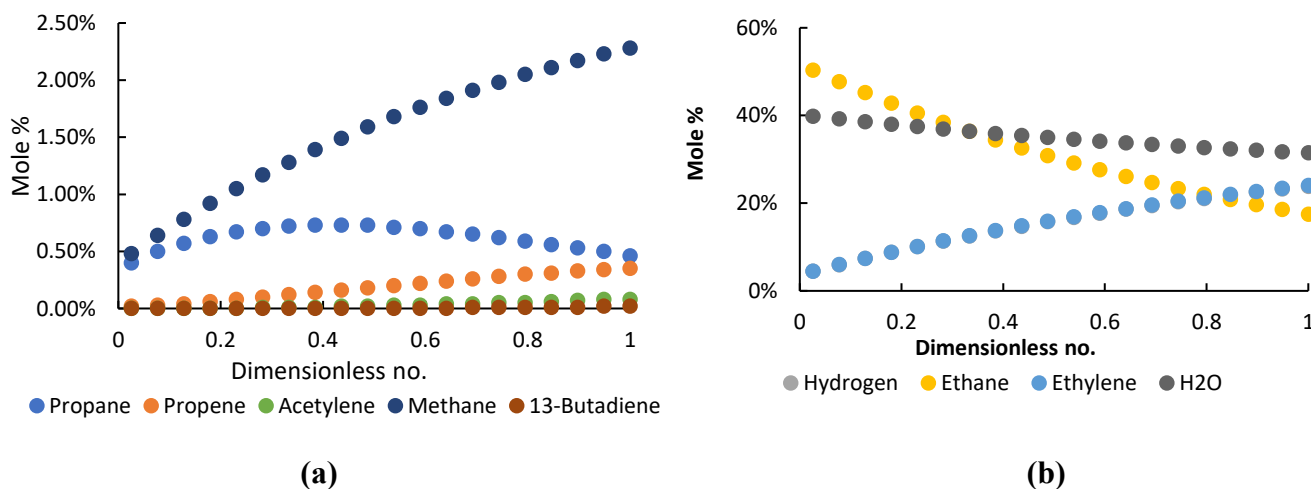 2.50%
2.00%
1.50%
1.00%
0.50%
0.00%
Mole %
0 0.2 0.4 0.6 0.8 1
Dimensionless no.
Propane Propene Acetylene Methane 13-Butadiene
(a)
60%
40%
20%
0%
Mole %
0 0.2 0.4 0.6 0.8 1
Dimensionless no.
Hydrogen Ethane Ethylene H2O
(b)